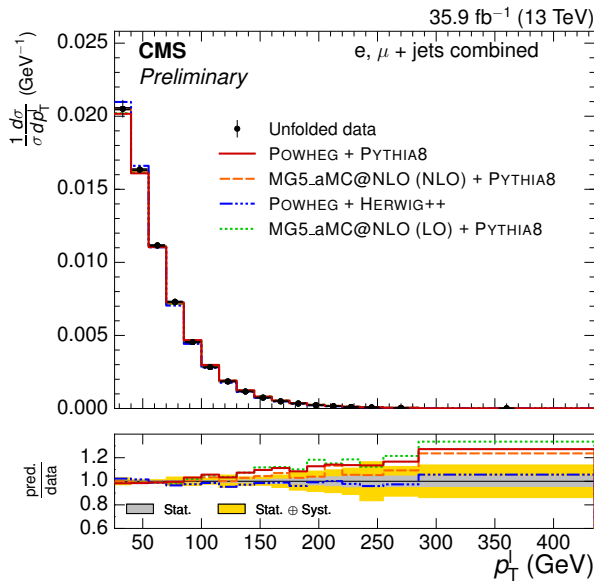 35.9 fb⁻¹ (13 TeV)
CMS
Preliminary
e, μ + jets combined
1/σ dσ/dp_T^l (GeV⁻¹)
Unfolded data
POWHEG + PYTHIA8
MG5_aMC@NLO (NLO) + PYTHIA8
POWHEG + HERWIG++
MG5_aMC@NLO (LO) + PYTHIA8
0.025
0.020
0.015
0.010
0.005
0.000
pred.
data
1.2
1.0
0.8
0.6
Stat.
Stat. ⊕ Syst.
50 100 150 200 250 300 350 400
p_T^l (GeV)